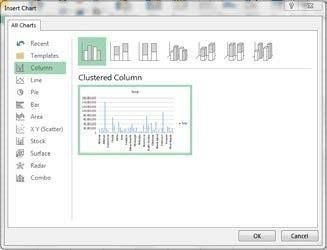 Insert Chart
All Charts
Recent
Templates
Column
Line
Pie
Bar
Area
X Y (Scatter)
Stock
Surface
Radar
Combo
Clustered Column
Total
OK
Cancel